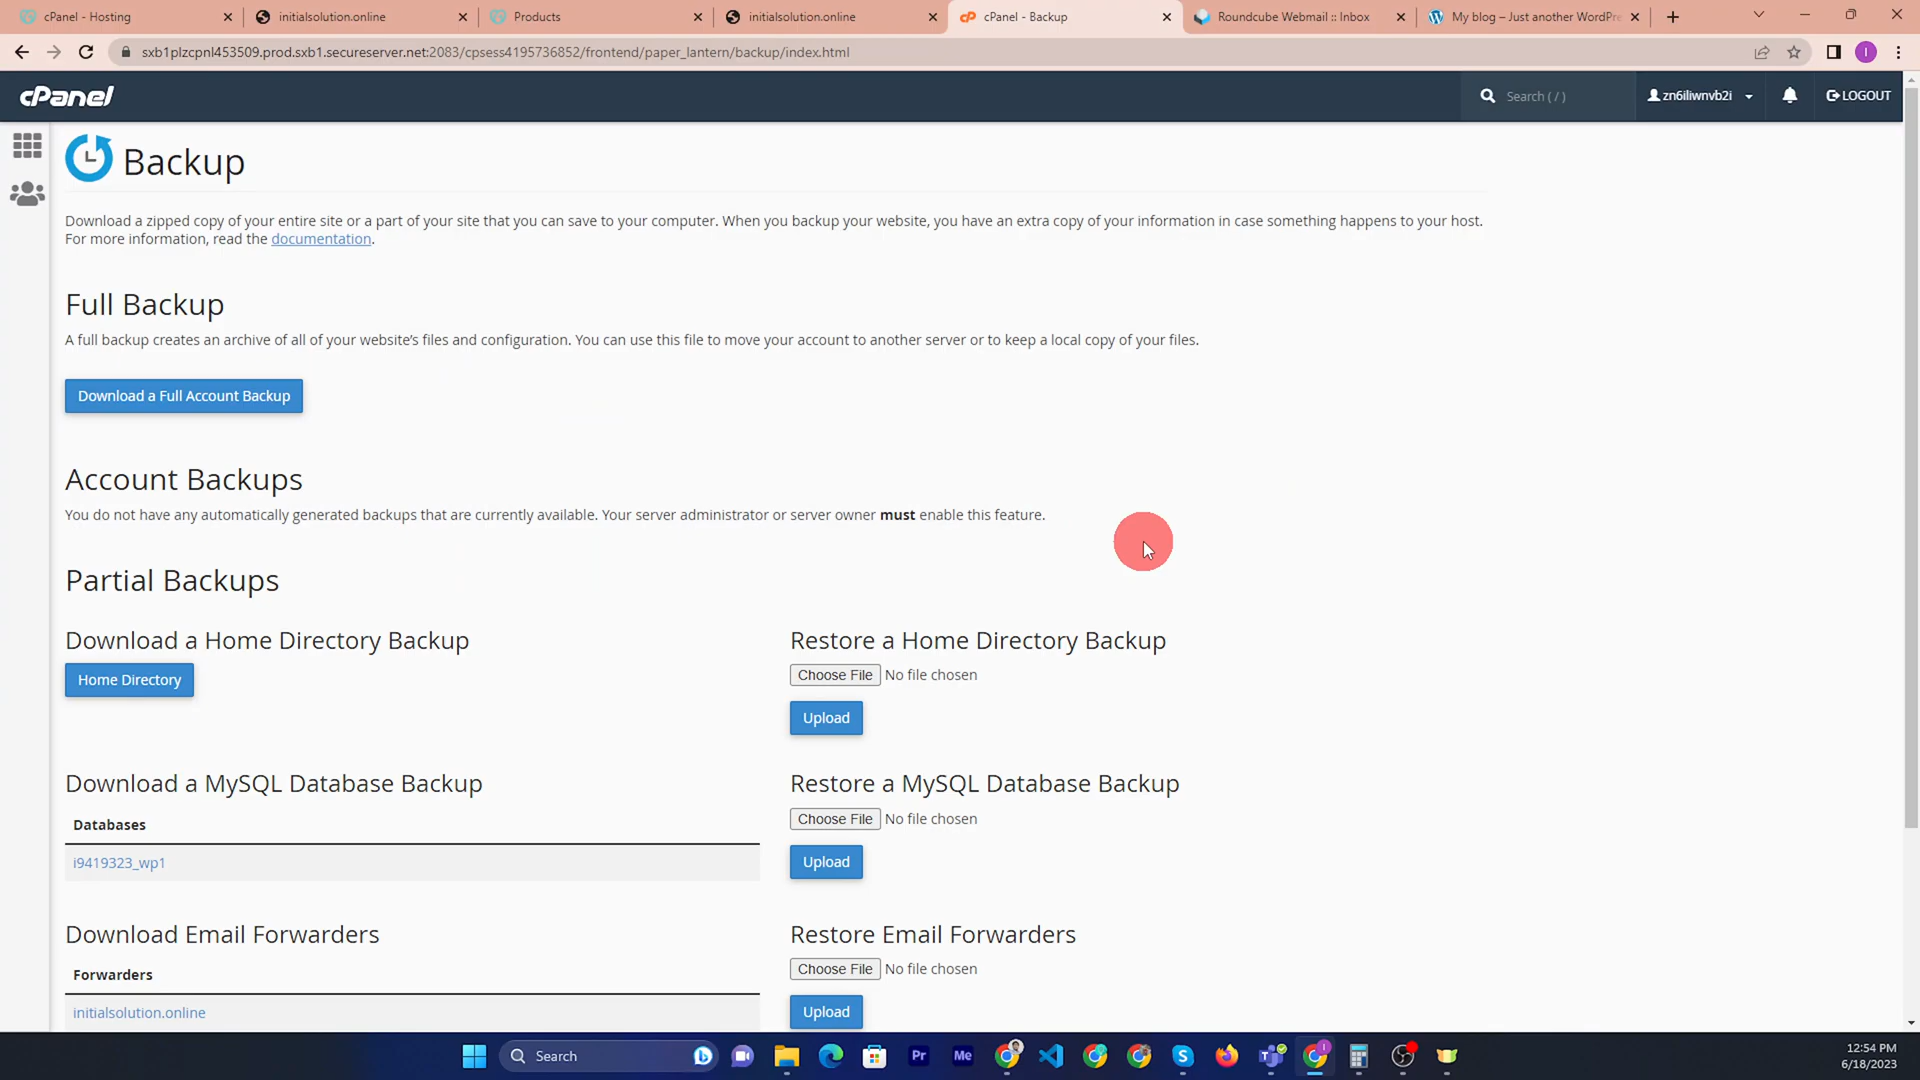 cPanel - Hosting
initialsolution.online
Products
initialsolution.online
cPanel - Backup
Roundcube Webmail :: Inbox
My blog – Just another WordPre
sxb1plzcpnl453509.prod.sxb1.secureserver.net:2083/cpsess4195736852/frontend/paper_lantern/backup/index.html
cPanel
Search ( / )
zn6iliwnvb2i
LOGOUT
Backup
Download a zipped copy of your entire site or a part of your site that you can save to your computer. When you backup your website, you have an extra copy of your information in case something happens to your host.
For more information, read the documentation.
Full Backup
A full backup creates an archive of all of your website’s files and configuration. You can use this file to move your account to another server or to keep a local copy of your files.
Download a Full Account Backup
Account Backups
You do not have any automatically generated backups that are currently available. Your server administrator or server owner must enable this feature.
Partial Backups
Download a Home Directory Backup
Home Directory
Restore a Home Directory Backup
Choose File No file chosen
Upload
Download a MySQL Database Backup
Databases
i9419323_wp1
Restore a MySQL Database Backup
Choose File No file chosen
Upload
Download Email Forwarders
Forwarders
initialsolution.online
Restore Email Forwarders
Choose File No file chosen
Upload
Search
Pr
Me
12:54 PM
6/18/2023